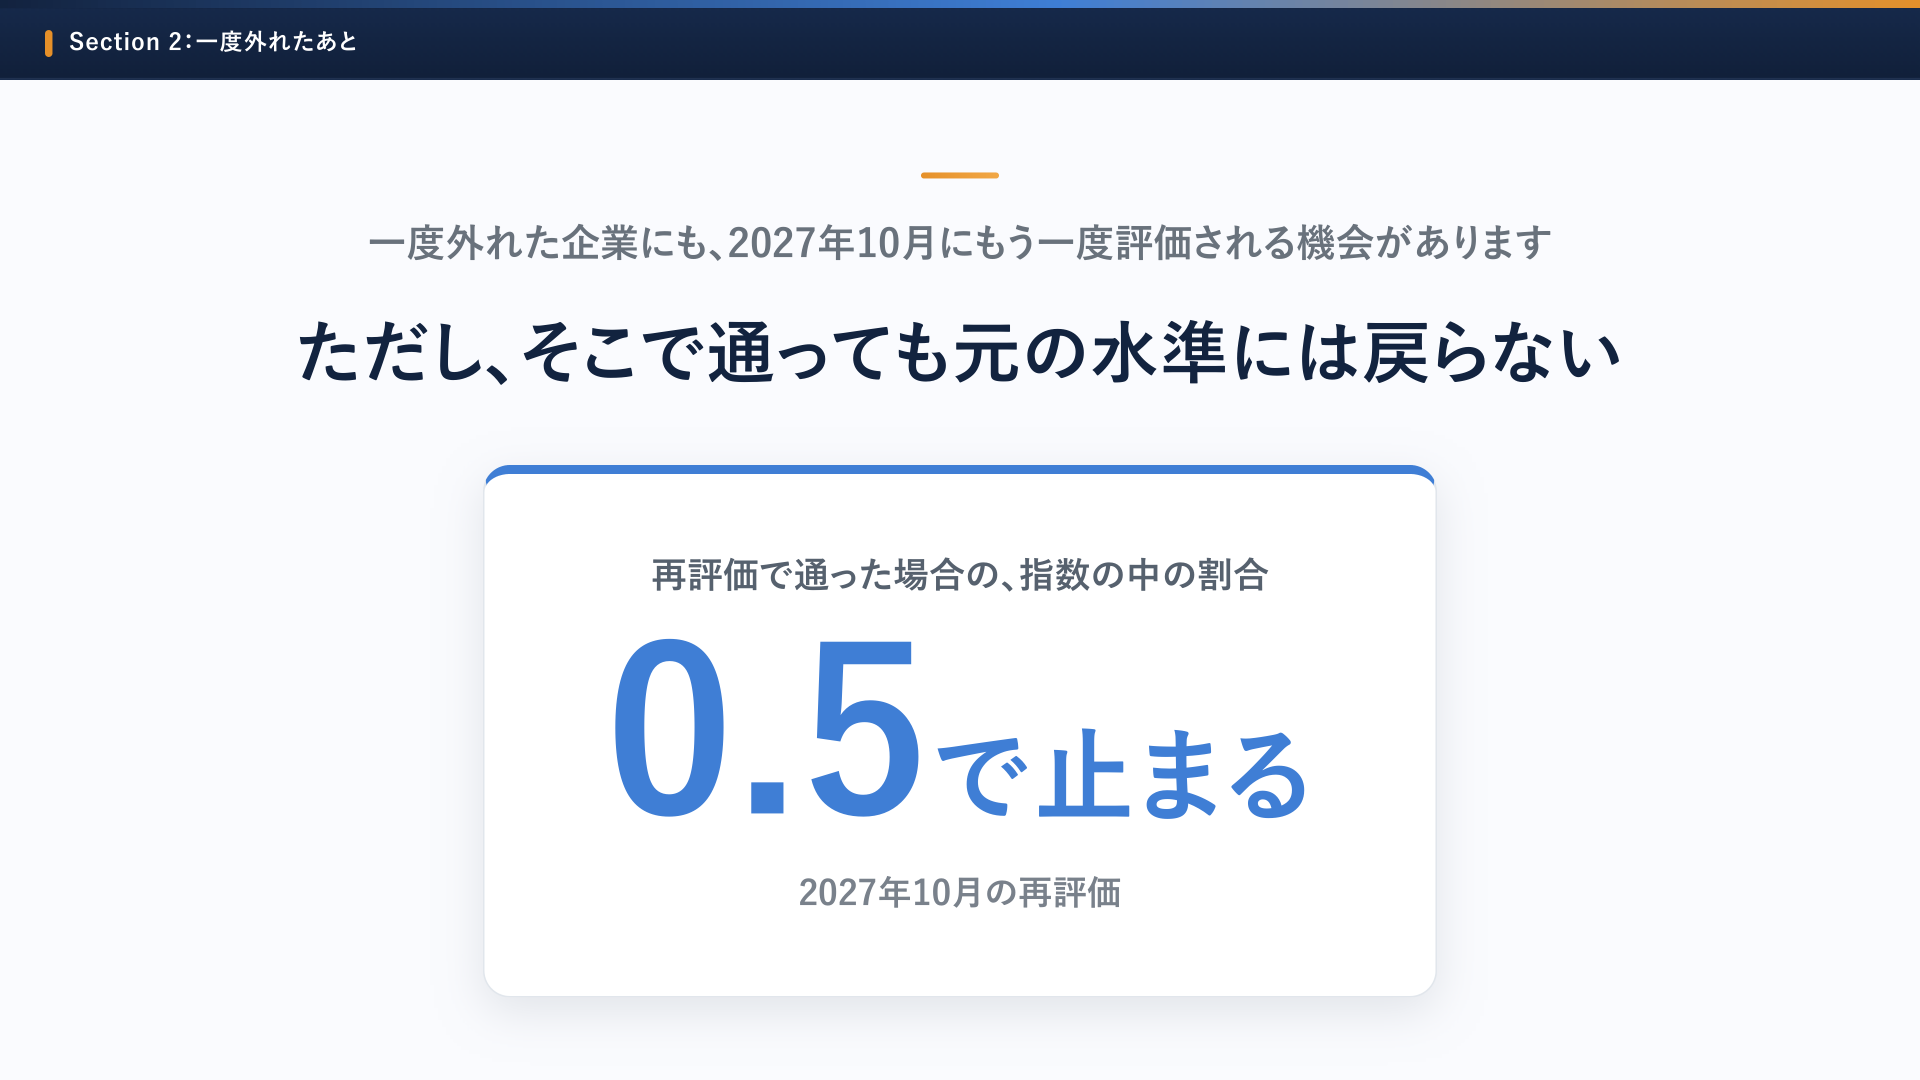 Section 2：一度外れたあと
一度外れた企業にも、2027年10月にもう一度評価される機会があります
ただし、そこで通っても元の水準には戻らない
再評価で通った場合の、指数の中の割合
0.5で止まる
2027年10月の再評価